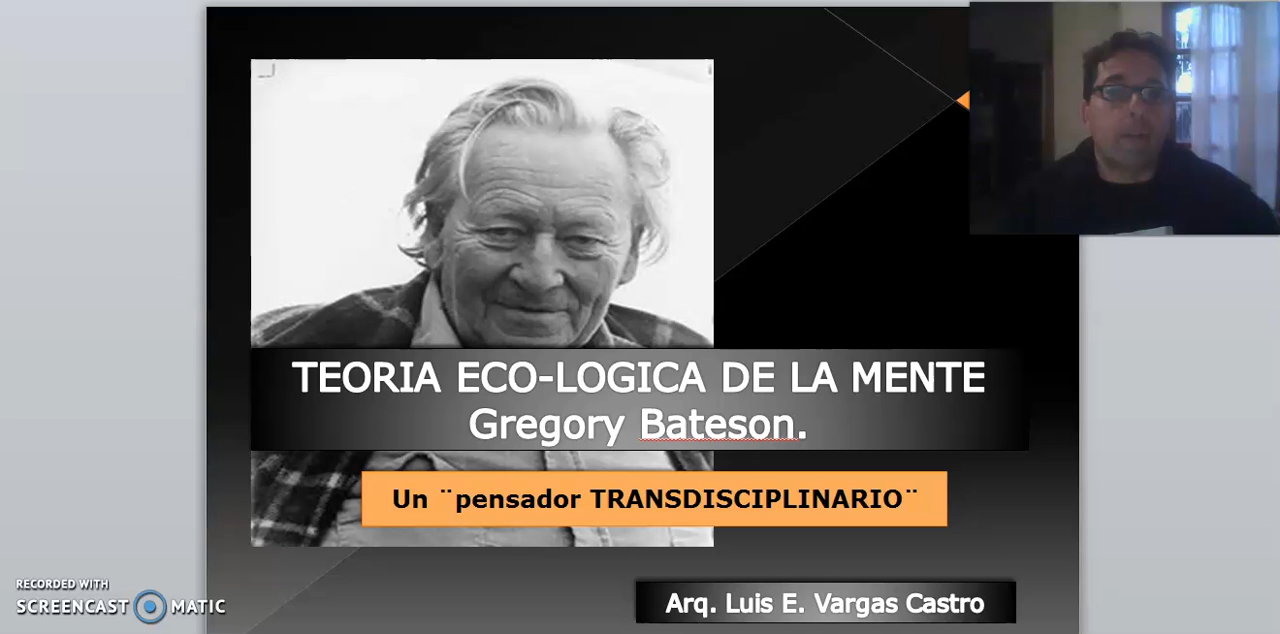 TEORIA ECO-LOGICA DE LA MENTE
Gregory Bateson.
Un ¨pensador TRANSDISCIPLINARIO¨
Arq. Luis E. Vargas Castro
RECORDED WITH
SCREENCAST MATIC